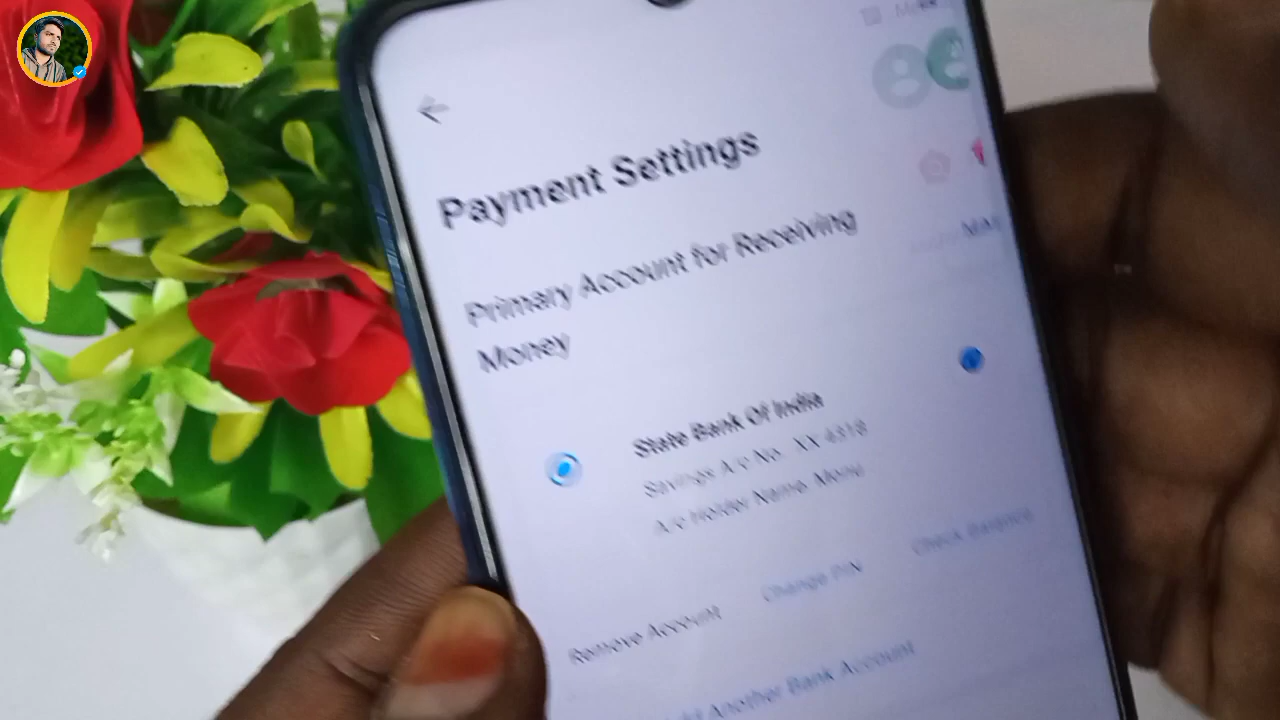 Payment Settings
Primary Account for Receiving
Money
State Bank Of India
Savings A/c No. XX
A/c Holder Name
Remove Account
Change PIN
Check Balance
Another Bank Account